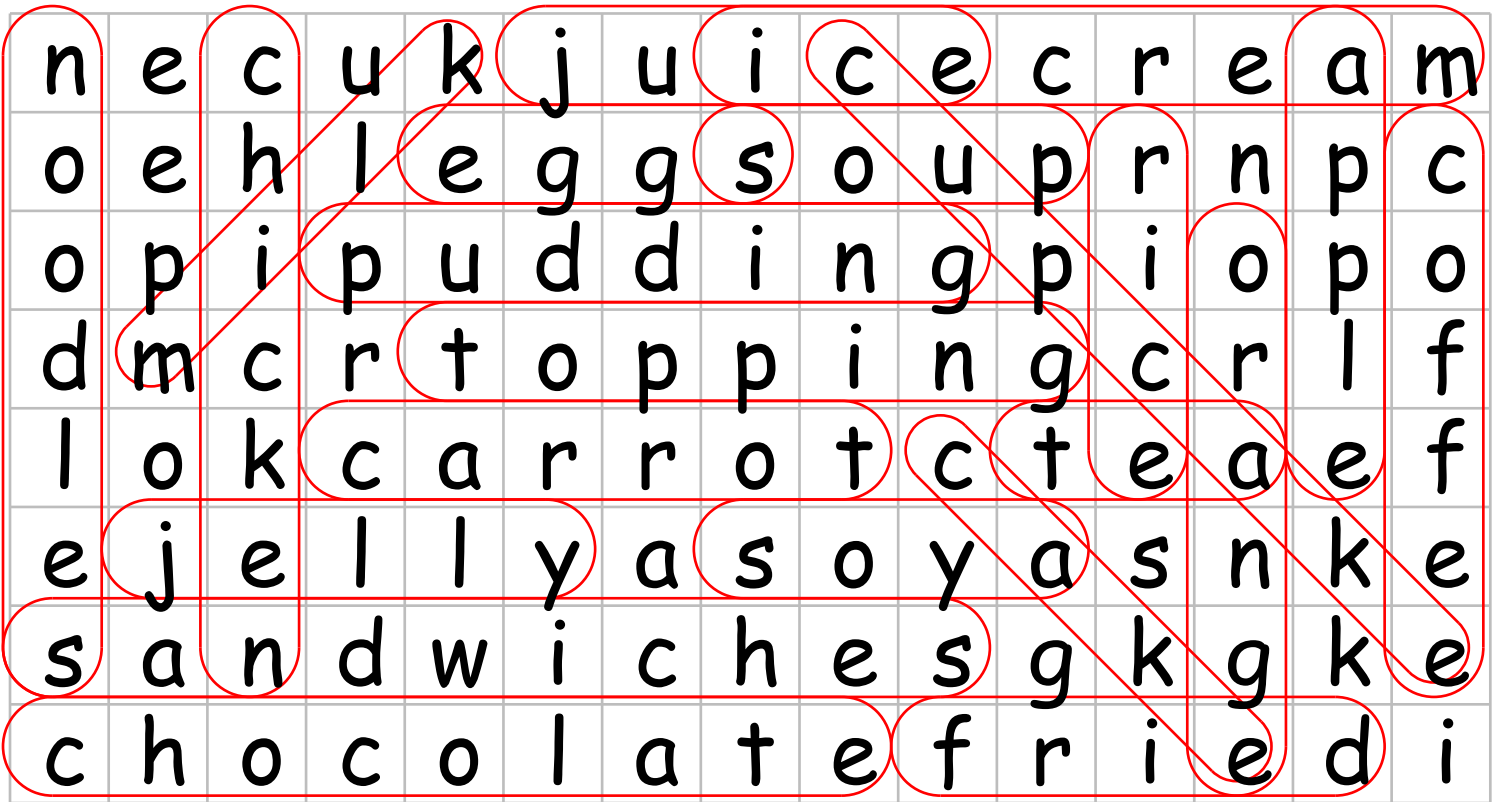 n e c u k j u i c e c r e a m
o e h l e g g s o u p r n p c
o p i p u d d i n g p i o p o
d m c r t o p p i n g c r l f
l o k c a r r o t c t e a e f
e j e l l y a s o y a s n k e
s a n d w i c h e s g k g k e
c h o c o l a t e f r i e d i